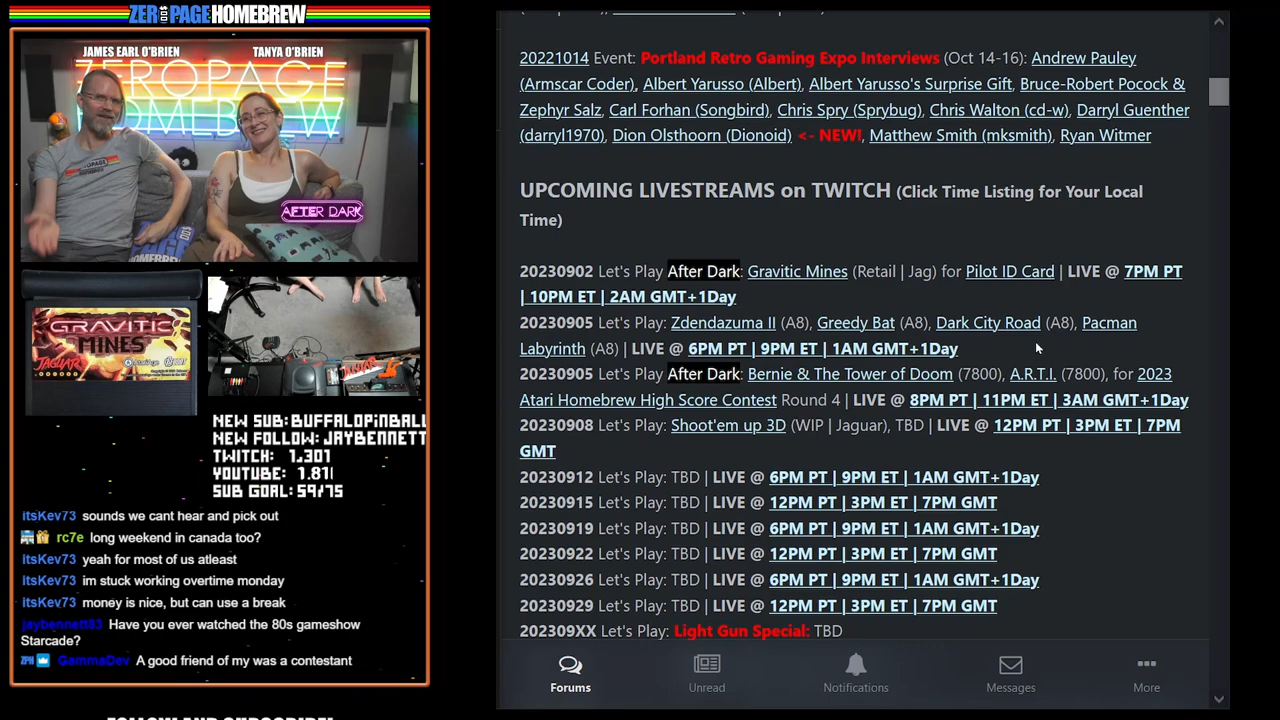 ZEROPAGE HOMEBREW
JAMES EARL O'BRIEN
TANYA O'BRIEN
ZEROPAGE
HOMEBREW
AFTER DARK
GRAVITIC
MINES
JAGUAR
NEW SUB: BUFFALOPINBALL
NEW FOLLOW: JAYBENNETT
TWITCH: 1,301
YOUTUBE: 1.81
SUB GOAL: 59/75
itsKev73 sounds we cant hear and pick out
rc7e long weekend in canada too?
itsKev73 yeah for most of us atleast
itsKev73 im stuck working overtime monday
itsKev73 money is nice, but can use a break
jaybennett83 Have you ever watched the 80s gameshow
Starcade?
ZPH GammaDev A good friend of my was a contestant
20221014 Event: Portland Retro Gaming Expo Interviews (Oct 14-16): Andrew Pauley
(Armscar Coder), Albert Yarusso (Albert), Albert Yarusso's Surprise Gift, Bruce-Robert Pocock &
Zephyr Salz, Carl Forhan (Songbird), Chris Spry (Sprybug), Chris Walton (cd-w), Darryl Guenther
(darryl1970), Dion Olsthoorn (Dionoid) <- NEW!, Matthew Smith (mksmith), Ryan Witmer
UPCOMING LIVESTREAMS on TWITCH (Click Time Listing for Your Local
Time)
20230902 Let's Play After Dark: Gravitic Mines (Retail | Jag) for Pilot ID Card | LIVE @ 7PM PT
| 10PM ET | 2AM GMT+1Day
20230905 Let's Play: Zdendazuma II (A8), Greedy Bat (A8), Dark City Road (A8), Pacman
Labyrinth (A8) | LIVE @ 6PM PT | 9PM ET | 1AM GMT+1Day
20230905 Let's Play After Dark: Bernie & The Tower of Doom (7800), A.R.T.I. (7800), for 2023
Atari Homebrew High Score Contest Round 4 | LIVE @ 8PM PT | 11PM ET | 3AM GMT+1Day
20230908 Let's Play: Shoot'em up 3D (WIP | Jaguar), TBD | LIVE @ 12PM PT | 3PM ET | 7PM
GMT
20230912 Let's Play: TBD | LIVE @ 6PM PT | 9PM ET | 1AM GMT+1Day
20230915 Let's Play: TBD | LIVE @ 12PM PT | 3PM ET | 7PM GMT
20230919 Let's Play: TBD | LIVE @ 6PM PT | 9PM ET | 1AM GMT+1Day
20230922 Let's Play: TBD | LIVE @ 12PM PT | 3PM ET | 7PM GMT
20230926 Let's Play: TBD | LIVE @ 6PM PT | 9PM ET | 1AM GMT+1Day
20230929 Let's Play: TBD | LIVE @ 12PM PT | 3PM ET | 7PM GMT
202309XX Let's Play: Light Gun Special: TBD
Forums
Unread
Notifications
Messages
More
FOLLOW AND SUBSCRIBE!